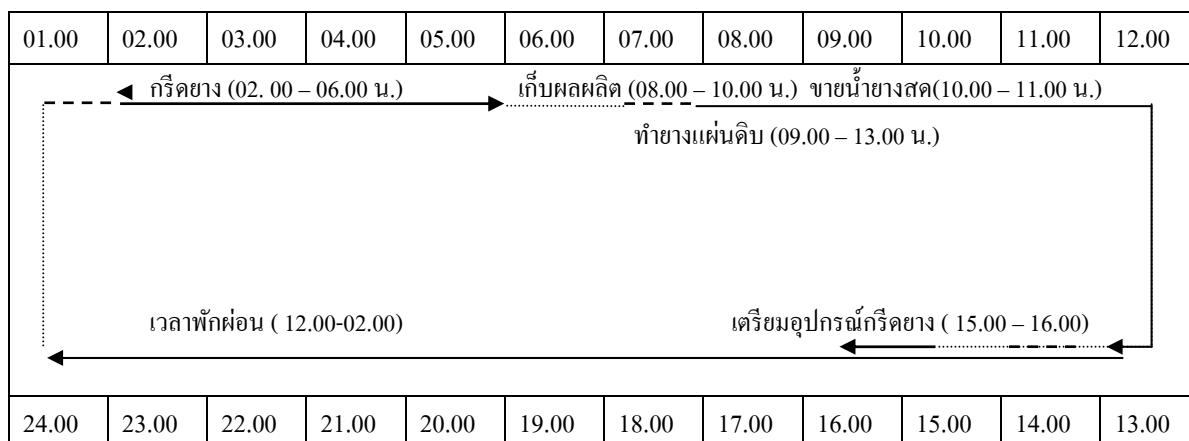 01.00 02.00 03.00 04.00 05.00 06.00 07.00 08.00 09.00 10.00 11.00 12.00
กรีดยาง (02. 00 – 06.00 น.) เก็บผลผลิต (08.00 – 10.00 น.) ขายน้ำยางสด(10.00 – 11.00 น.)
ทำยางแผ่นดิบ (09.00 – 13.00 น.)
เวลาพักผ่อน ( 12.00-02.00) เตรียมอุปกรณ์กรีดยาง ( 15.00 – 16.00)
24.00 23.00 22.00 21.00 20.00 19.00 18.00 17.00 16.00 15.00 14.00 13.00